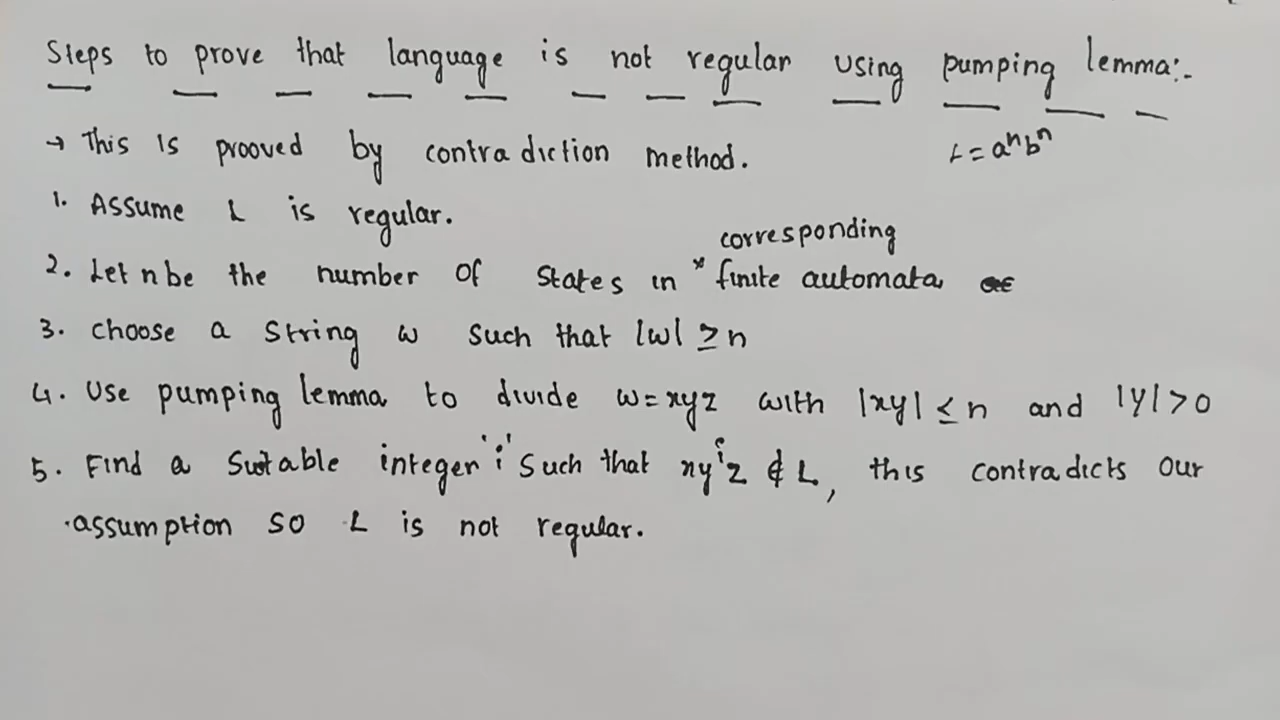 Steps to prove that language is not regular using pumping lemma:-
→ This is prooved by contradiction method.
L = aⁿbⁿ
1. Assume L is regular.
corresponding
2. Let n be the number of states in * finite automata
3. choose a string w such that |w| ≥ n
4. Use pumping lemma to divide w = xyz with |xy| ≤ n and |y| > 0
5. Find a suitable integer 'i' such that xyⁱz ∉ L, this contradicts our
assumption so L is not regular.